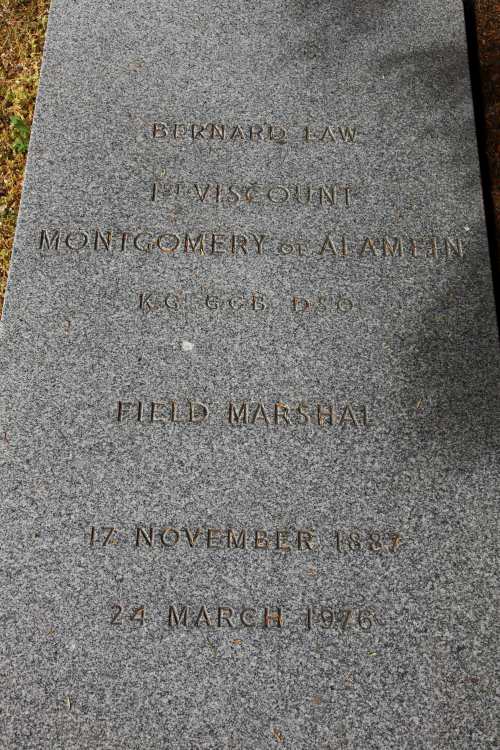 BERNARD LAW
1ST VISCOUNT
MONTGOMERY OF ALAMEIN
K.G. G.C.B. D.S.O.
FIELD MARSHAL
17 NOVEMBER 1887
24 MARCH 1976